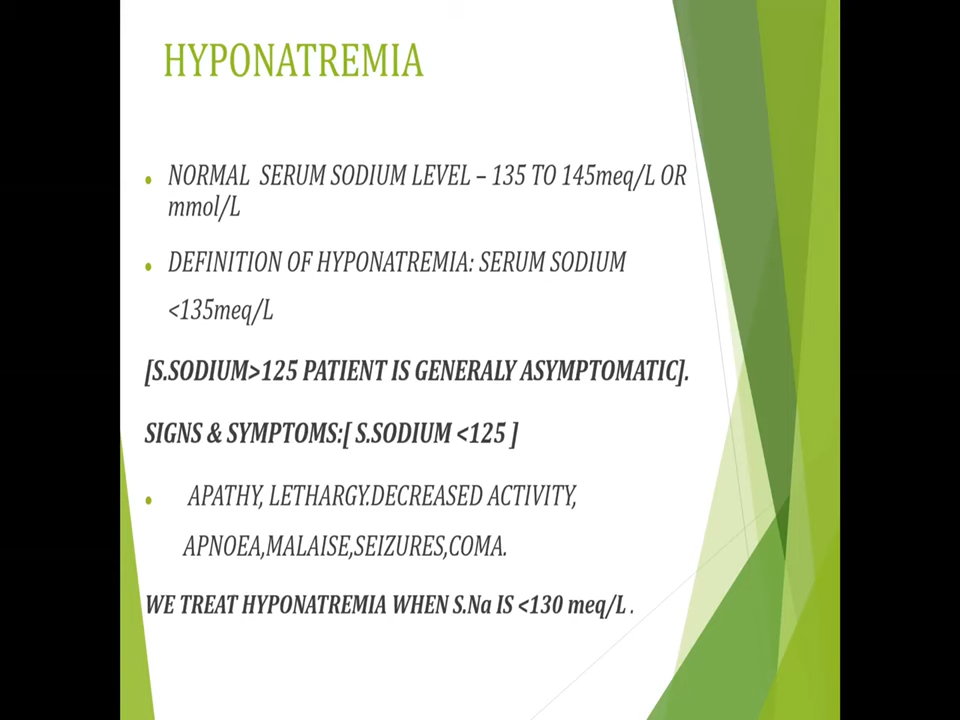 HYPONATREMIA
NORMAL SERUM SODIUM LEVEL – 135 TO 145meq/L OR
mmol/L
DEFINITION OF HYPONATREMIA: SERUM SODIUM
<135meq/L
[S.SODIUM>125 PATIENT IS GENERALY ASYMPTOMATIC].
SIGNS & SYMPTOMS:[ S.SODIUM <125 ]
APATHY, LETHARGY.DECREASED ACTIVITY,
APNOEA,MALAISE,SEIZURES,COMA.
WE TREAT HYPONATREMIA WHEN S.Na IS <130 meq/L .